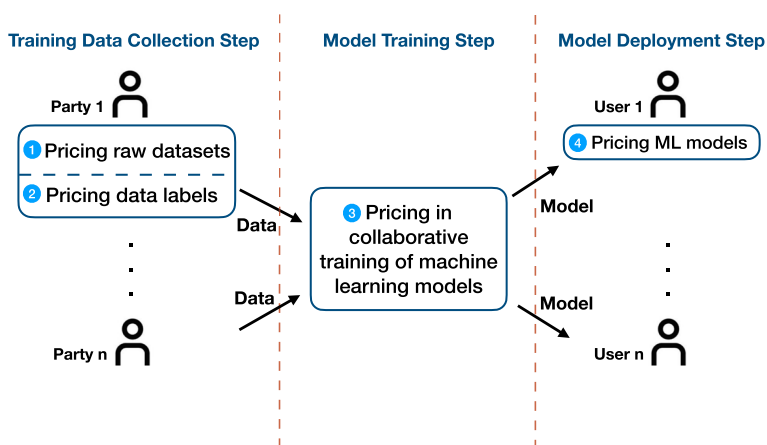 Training Data Collection Step
Model Training Step
Model Deployment Step
Party 1
User 1
1 Pricing raw datasets
2 Pricing data labels
4 Pricing ML models
Data
3 Pricing in
collaborative
training of machine
learning models
Model
Data
Model
Party n
User n